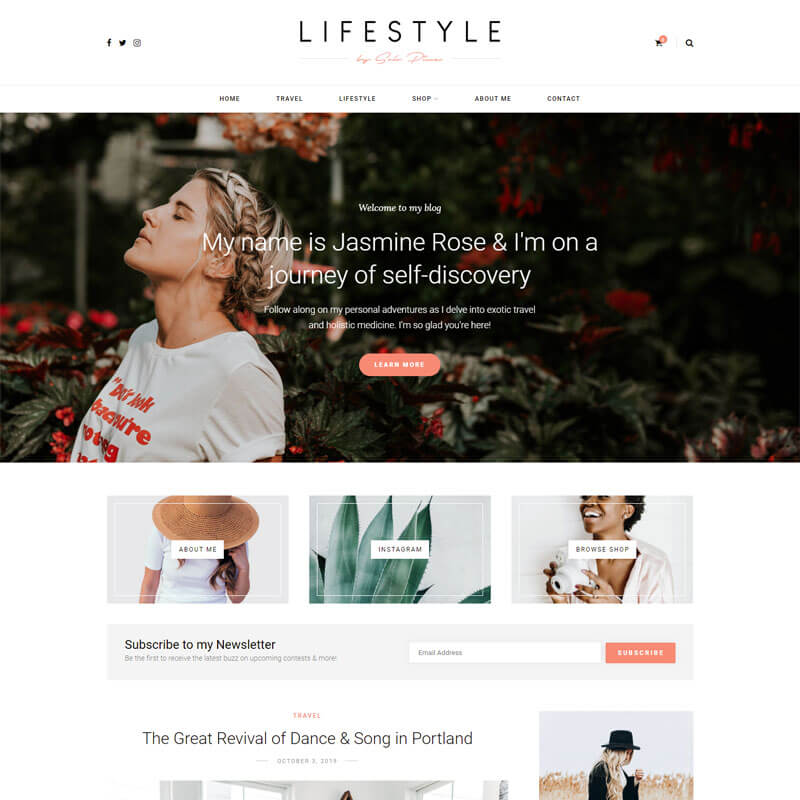 LIFESTYLE
by Solo Pine
0
HOME TRAVEL LIFESTYLE SHOP ABOUT ME CONTACT
Welcome to my blog
My name is Jasmine Rose & I'm on a
journey of self-discovery
Follow along on my personal adventures as I delve into exotic travel
and holistic medicine. I'm so glad you're here!
LEARN MORE
ABOUT ME
INSTAGRAM
BROWSE SHOP
Subscribe to my Newsletter
Be the first to receive the latest buzz on upcoming contests & more!
Email Address
SUBSCRIBE
TRAVEL
The Great Revival of Dance & Song in Portland
OCTOBER 3, 2019